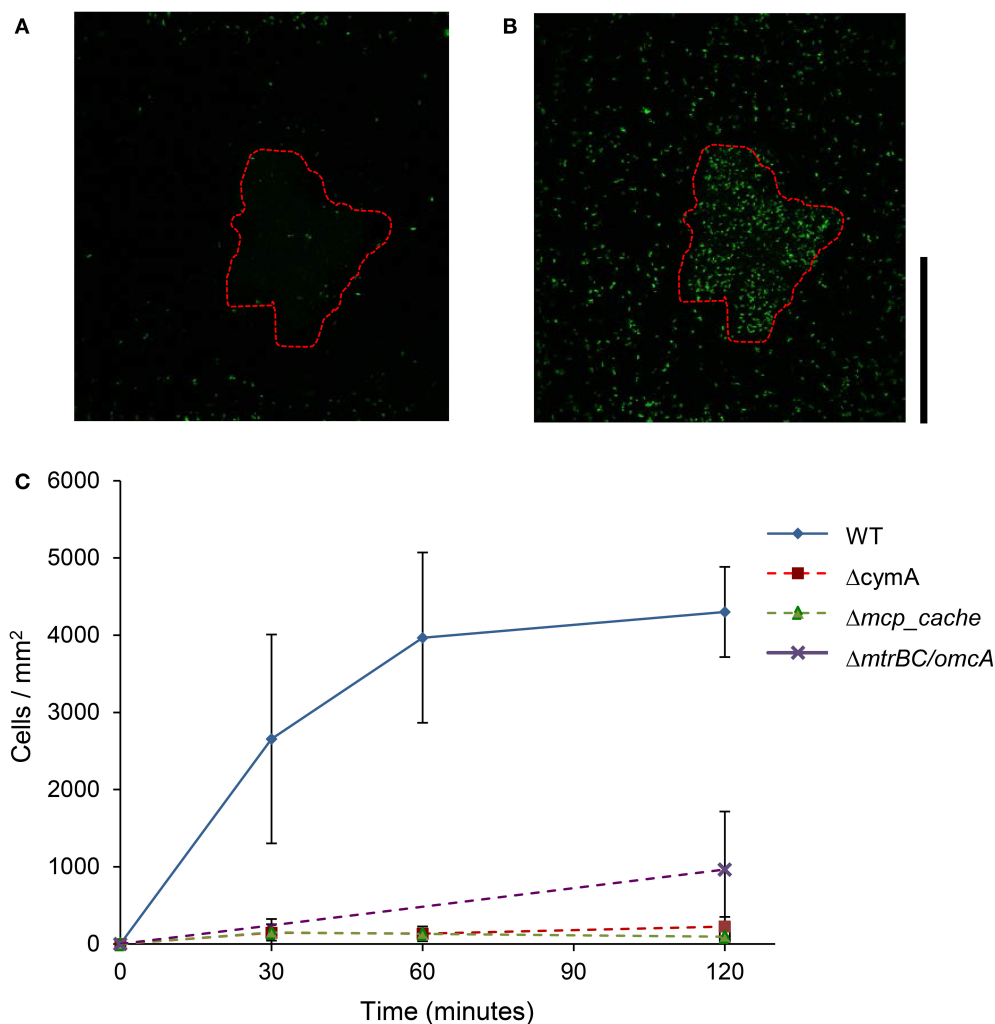 A
B
C
6000
5000
4000
3000
2000
1000
0
Cells / mm²
0 30 60 90 120
Time (minutes)
WT
ΔcymA
Δmcp_cache
ΔmtrBC/omcA